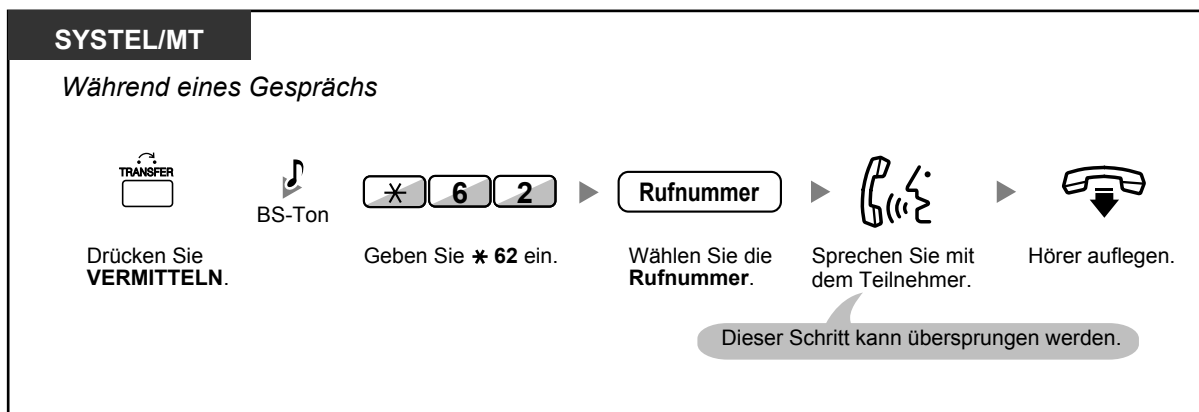 SYSTEL/MT
Während eines Gesprächs
TRANSFER
BS-Ton
* 6 2
Rufnummer
Drücken Sie
VERMITTELN.
Geben Sie * 62 ein.
Wählen Sie die
Rufnummer.
Sprechen Sie mit
dem Teilnehmer.
Hörer auflegen.
Dieser Schritt kann übersprungen werden.